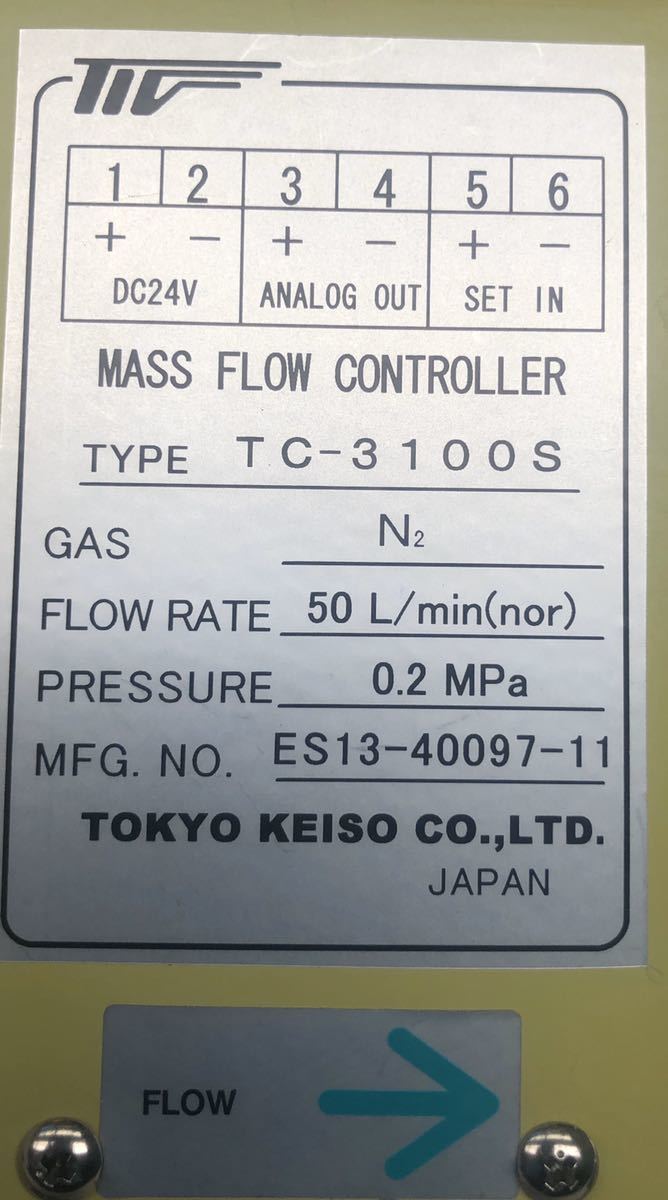 TIV
1 2 3 4 5 6
+ − + − + −
DC24V ANALOG OUT SET IN
MASS FLOW CONTROLLER
TYPE TC-3100S
GAS N₂
FLOW RATE 50 L/min(nor)
PRESSURE 0.2 MPa
MFG. NO. ES13-40097-11
TOKYO KEISO CO.,LTD.
JAPAN
FLOW